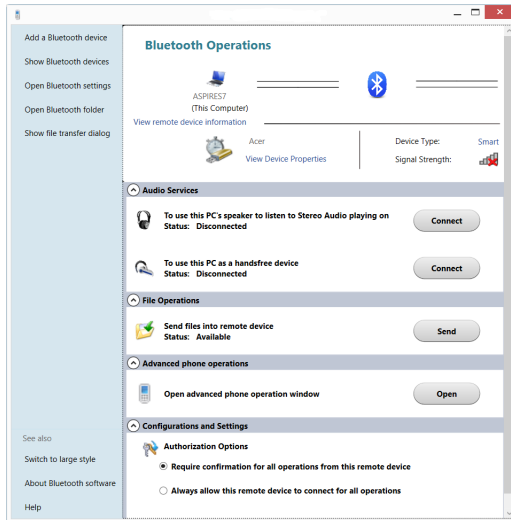 Add a Bluetooth device
Show Bluetooth devices
Open Bluetooth settings
Open Bluetooth folder
Show file transfer dialog
See also
Switch to large style
About Bluetooth software
Help
Bluetooth Operations
ASPIRES7
(This Computer)
View remote device information
Acer
View Device Properties
Device Type: Smart
Signal Strength:
Audio Services
To use this PC's speaker to listen to Stereo Audio playing on
Status: Disconnected
Connect
To use this PC as a handsfree device
Status: Disconnected
Connect
File Operations
Send files into remote device
Status: Available
Send
Advanced phone operations
Open advanced phone operation window
Open
Configurations and Settings
Authorization Options
Require confirmation for all operations from this remote device
Always allow this remote device to connect for all operations